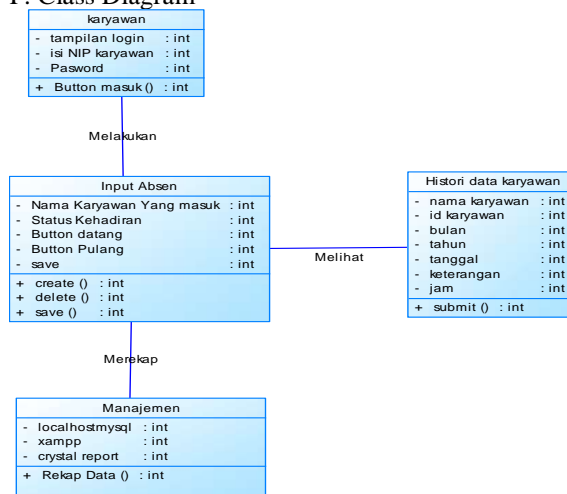 F. Class Diagram
karyawan
- tampilan login : int
- isi NIP karyawan : int
- Pasword : int
+ Button masuk () : int
Melakukan
Input Absen
- Nama Karyawan Yang masuk : int
- Status Kehadiran : int
- Button datang : int
- Button Pulang : int
- save : int
+ create () : int
+ delete () : int
+ save () : int
Melihat
Histori data karyawan
- nama karyawan : int
- id karyawan : int
- bulan : int
- tahun : int
- tanggal : int
- keterangan : int
- jam : int
+ submit () : int
Merekap
Manajemen
- localhostmysql : int
- xampp : int
- crystal report : int
+ Rekap Data () : int